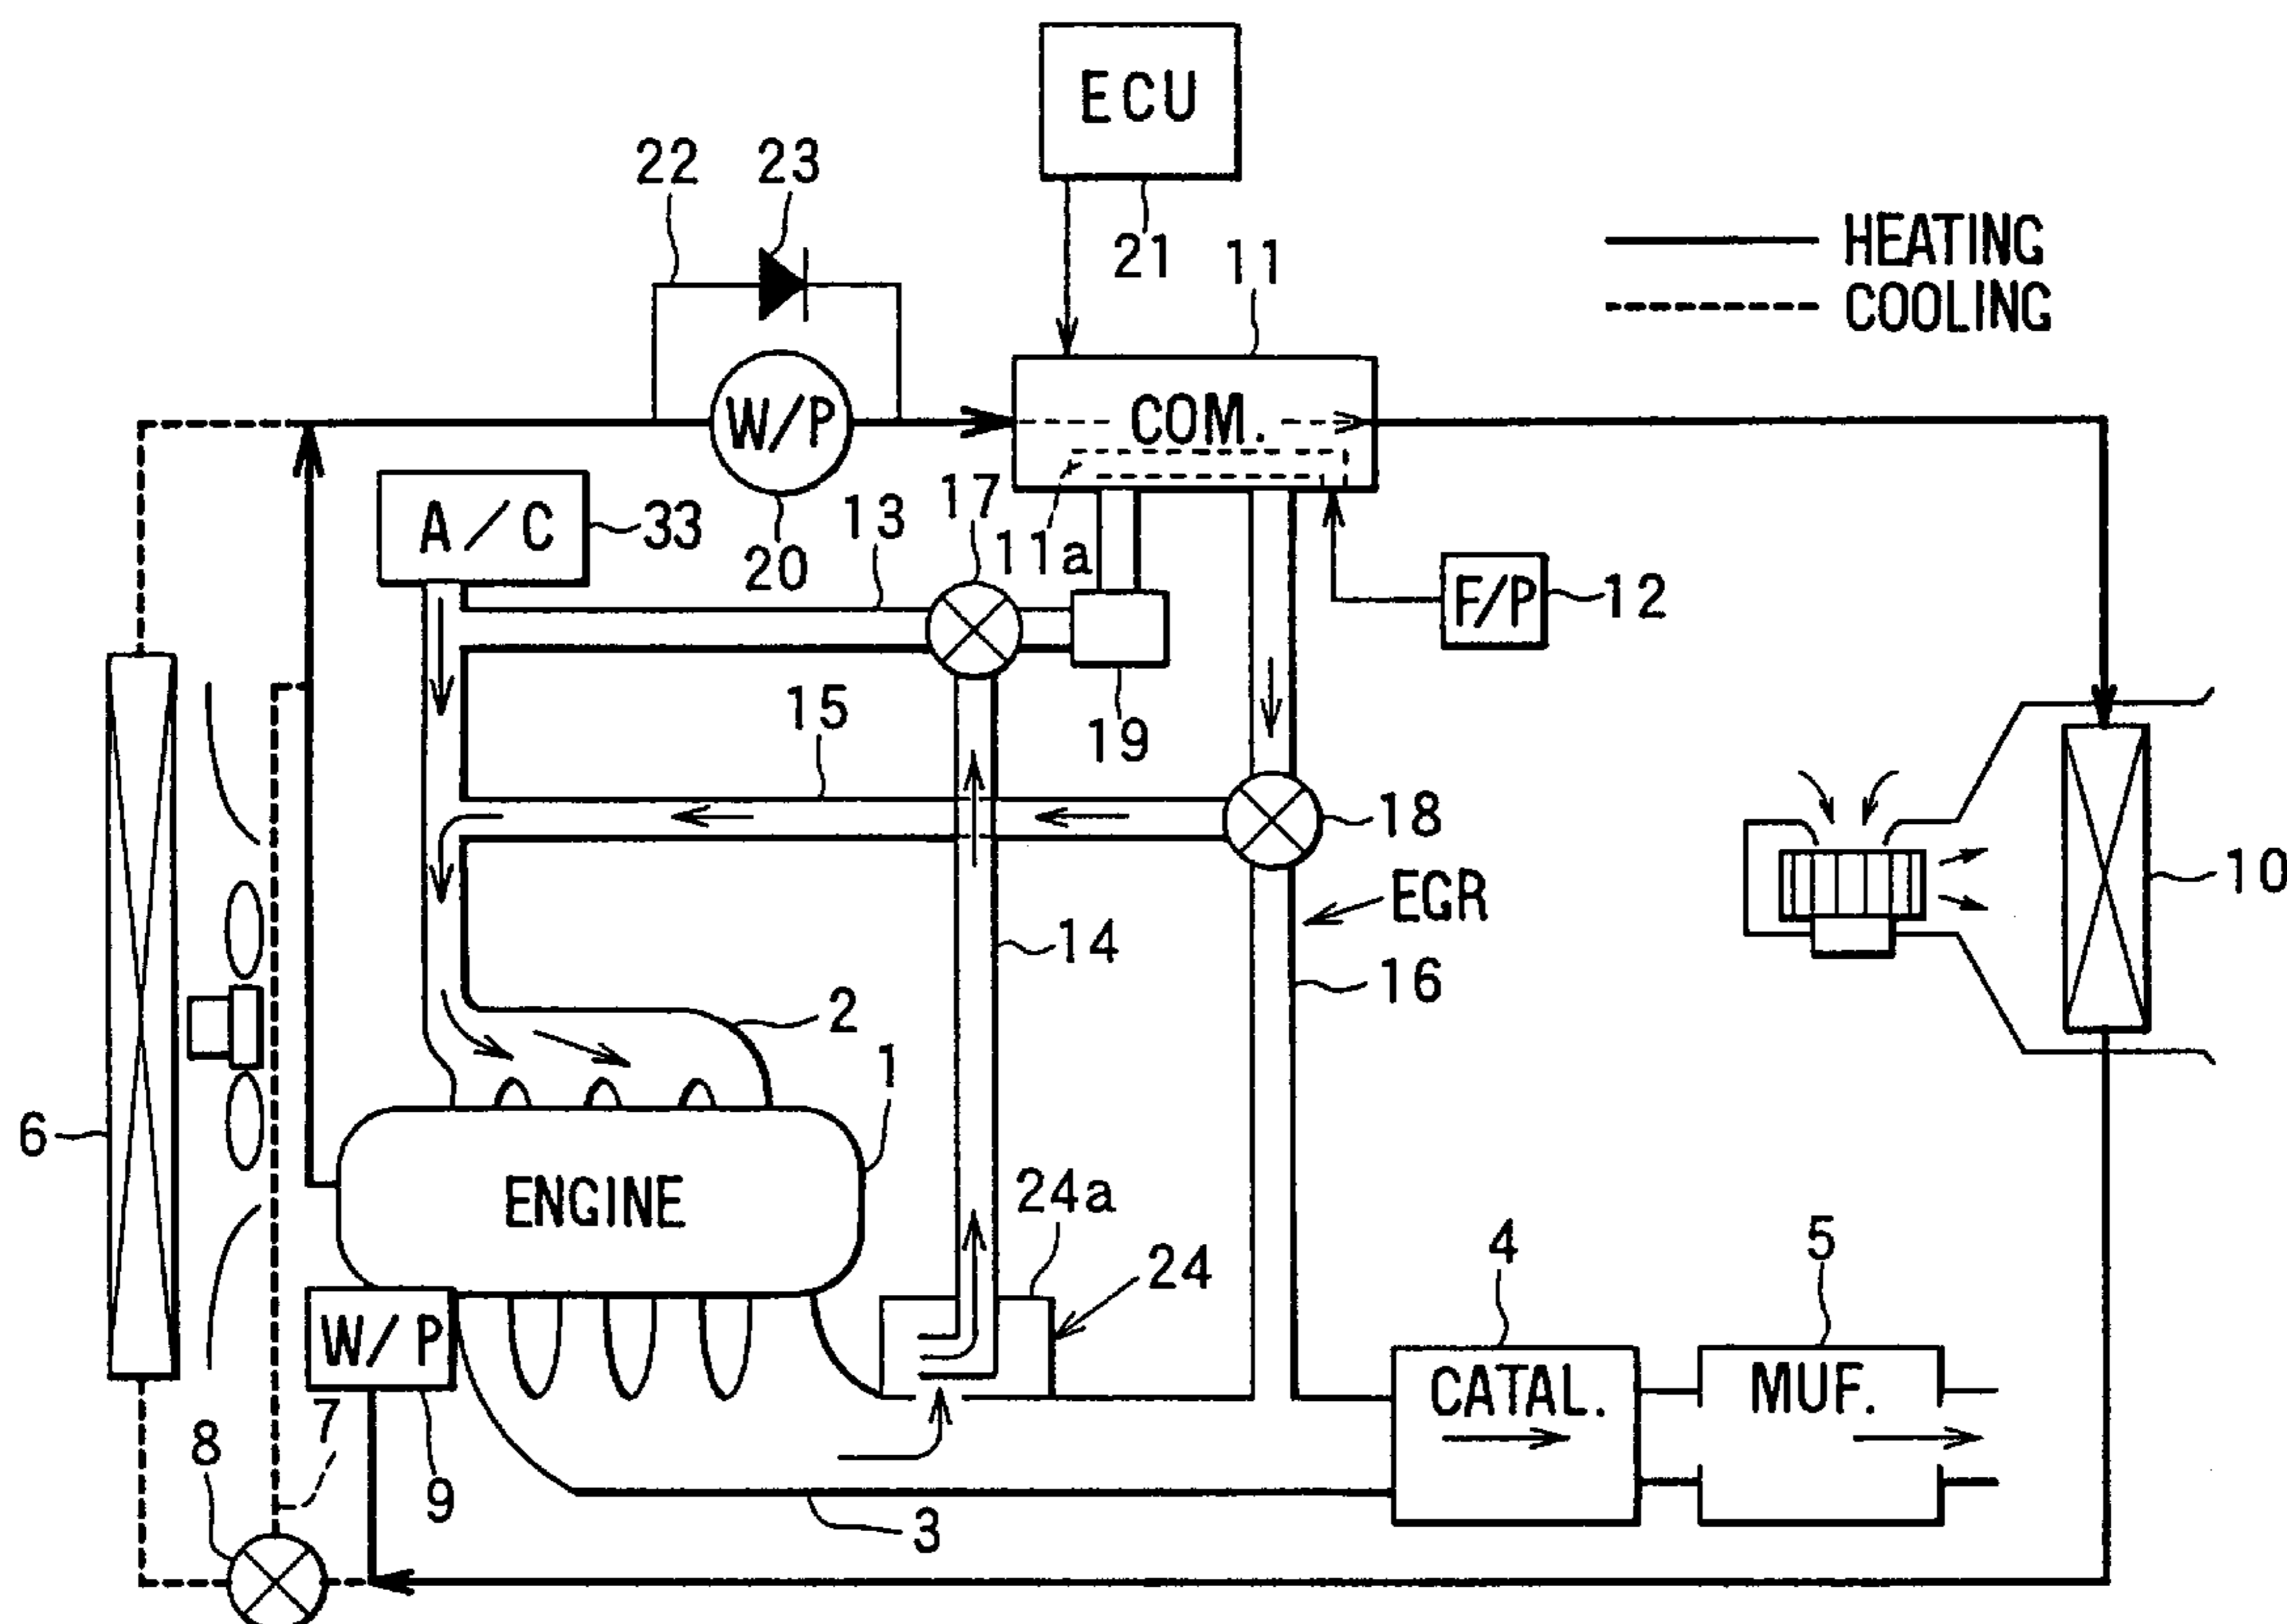 ECU
22
23
21
11
HEATING
COOLING
W/P
COM.
A/C
33
20
13
17
11a
F/P
12
15
19
18
10
EGR
14
16
2
1
6
ENGINE
24a
24
4
5
W/P
CATAL.
MUF.
7
8
9
3